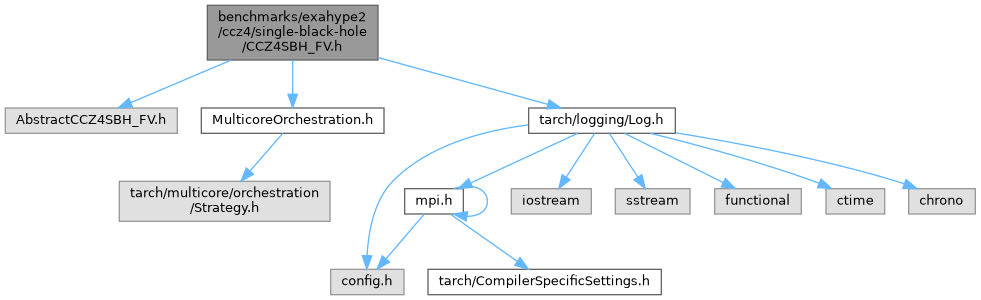 benchmarks/exahype2
/ccz4/single-black-hole
/CCZ4SBH_FV.h
AbstractCCZ4SBH_FV.h
MulticoreOrchestration.h
tarch/logging/Log.h
tarch/multicore/orchestration
/Strategy.h
mpi.h
iostream
sstream
functional
ctime
chrono
config.h
tarch/CompilerSpecificSettings.h